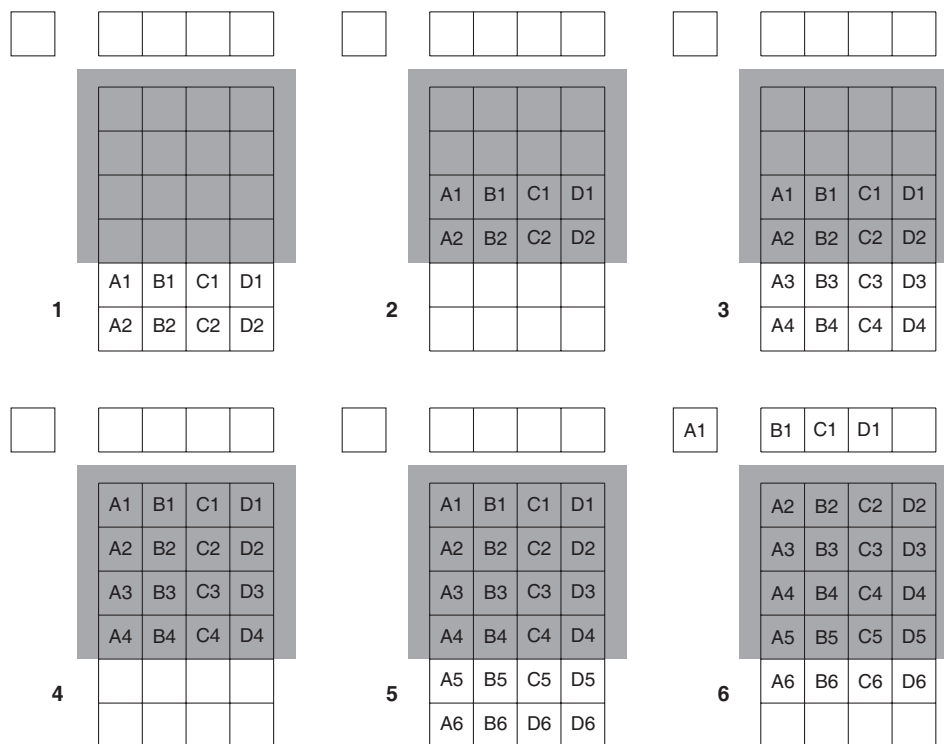 A1 B1 C1 D1
A2 B2 C2 D2
1
A1 B1 C1 D1
A2 B2 C2 D2
2
A1 B1 C1 D1
A2 B2 C2 D2
A3 B3 C3 D3
A4 B4 C4 D4
3
A1 B1 C1 D1
A2 B2 C2 D2
A3 B3 C3 D3
A4 B4 C4 D4
4
A1 B1 C1 D1
A2 B2 C2 D2
A3 B3 C3 D3
A4 B4 C4 D4
A5 B5 C5 D5
A6 B6 D6 D6
5
A1 B1 C1 D1
A2 B2 C2 D2
A3 B3 C3 D3
A4 B4 C4 D4
A5 B5 C5 D5
A6 B6 C6 D6
6